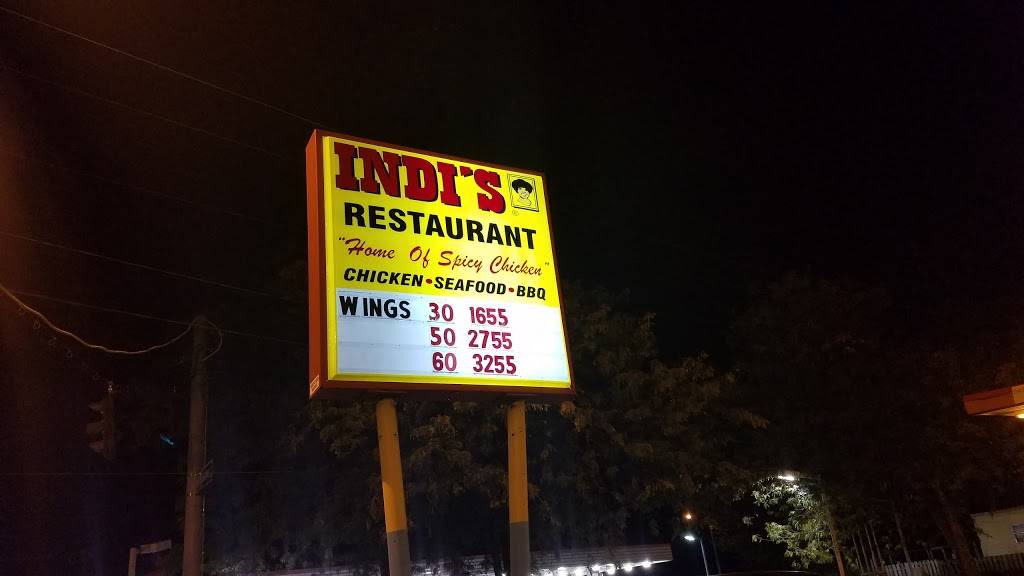 INDI'S
RESTAURANT
"Home Of Spicy Chicken"
CHICKEN • SEAFOOD • BBQ
WINGS 30 1655
50 2755
60 3255